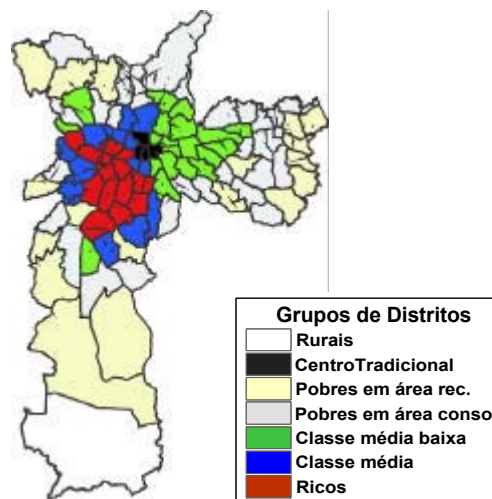 Grupos de Distritos
Rurais
CentroTradicional
Pobres em área rec.
Pobres em área conso
Classe média baixa
Classe média
Ricos